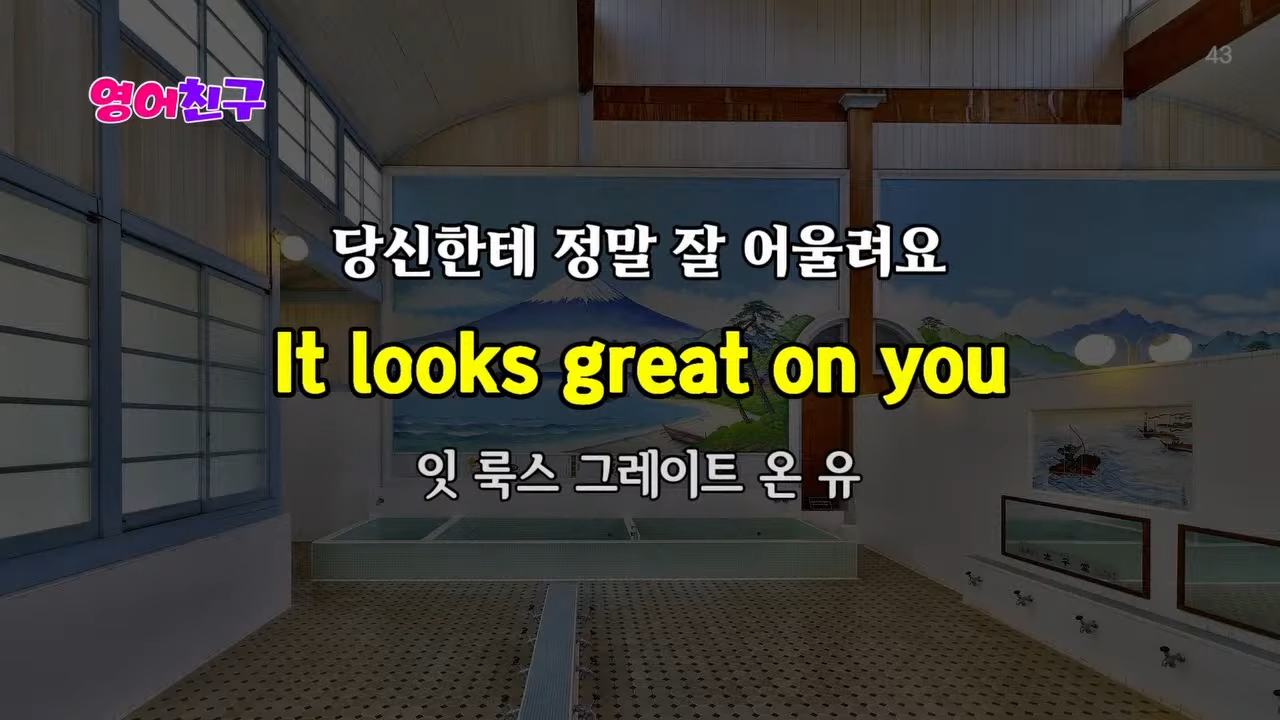 43
영어친구
당신한테 정말 잘 어울려요
It looks great on you
잇 룩스 그레이트 온 유